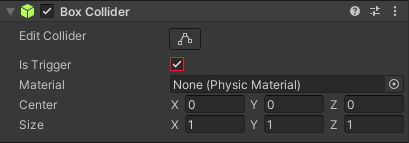 Box Collider
Edit Collider
Is Trigger
Material None (Physic Material)
Center X 0 Y 0 Z 0
Size X 1 Y 1 Z 1